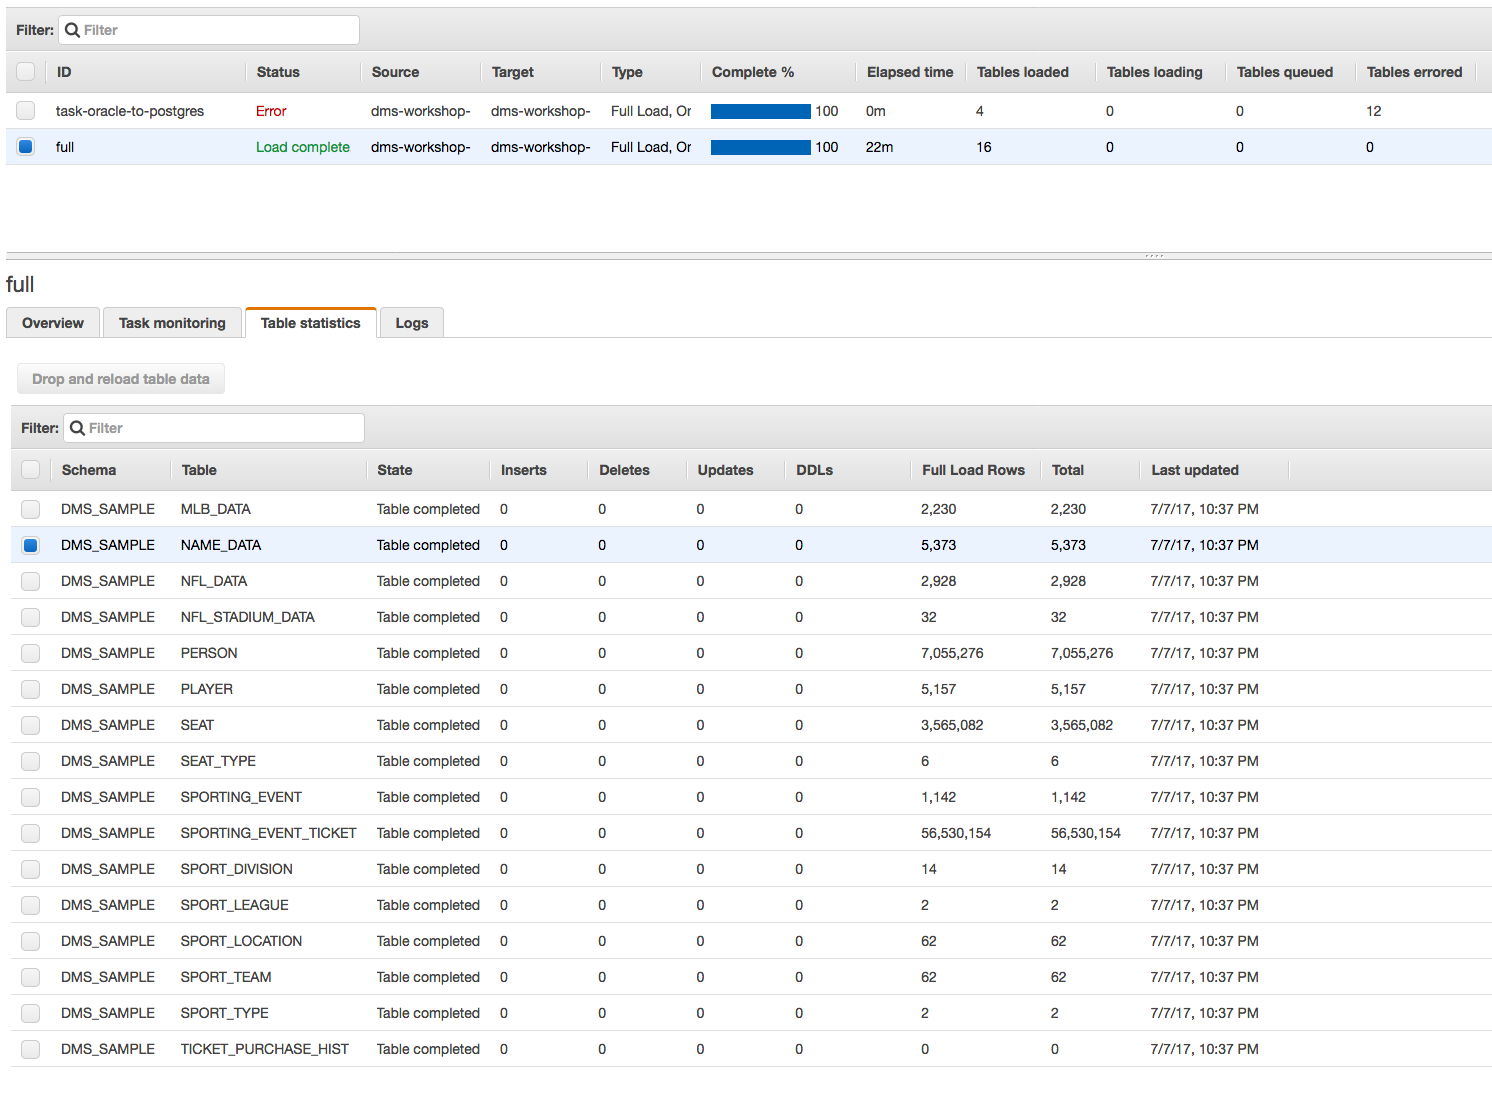 Filter: Filter
ID Status Source Target Type Complete % Elapsed time Tables loaded Tables loading Tables queued Tables errored
task-oracle-to-postgres Error dms-workshop- dms-workshop- Full Load, Or 100 0m 4 0 0 12
full Load complete dms-workshop- dms-workshop- Full Load, Or 100 22m 16 0 0 0
full
Overview Task monitoring Table statistics Logs
Drop and reload table data
Filter: Filter
Schema Table State Inserts Deletes Updates DDLs Full Load Rows Total Last updated
DMS_SAMPLE MLB_DATA Table completed 0 0 0 0 2,230 2,230 7/7/17, 10:37 PM
DMS_SAMPLE NAME_DATA Table completed 0 0 0 0 5,373 5,373 7/7/17, 10:37 PM
DMS_SAMPLE NFL_DATA Table completed 0 0 0 0 2,928 2,928 7/7/17, 10:37 PM
DMS_SAMPLE NFL_STADIUM_DATA Table completed 0 0 0 0 32 32 7/7/17, 10:37 PM
DMS_SAMPLE PERSON Table completed 0 0 0 0 7,055,276 7,055,276 7/7/17, 10:37 PM
DMS_SAMPLE PLAYER Table completed 0 0 0 0 5,157 5,157 7/7/17, 10:37 PM
DMS_SAMPLE SEAT Table completed 0 0 0 0 3,565,082 3,565,082 7/7/17, 10:37 PM
DMS_SAMPLE SEAT_TYPE Table completed 0 0 0 0 6 6 7/7/17, 10:37 PM
DMS_SAMPLE SPORTING_EVENT Table completed 0 0 0 0 1,142 1,142 7/7/17, 10:37 PM
DMS_SAMPLE SPORTING_EVENT_TICKET Table completed 0 0 0 0 56,530,154 56,530,154 7/7/17, 10:37 PM
DMS_SAMPLE SPORT_DIVISION Table completed 0 0 0 0 14 14 7/7/17, 10:37 PM
DMS_SAMPLE SPORT_LEAGUE Table completed 0 0 0 0 2 2 7/7/17, 10:37 PM
DMS_SAMPLE SPORT_LOCATION Table completed 0 0 0 0 62 62 7/7/17, 10:37 PM
DMS_SAMPLE SPORT_TEAM Table completed 0 0 0 0 62 62 7/7/17, 10:37 PM
DMS_SAMPLE SPORT_TYPE Table completed 0 0 0 0 2 2 7/7/17, 10:37 PM
DMS_SAMPLE TICKET_PURCHASE_HIST Table completed 0 0 0 0 0 0 7/7/17, 10:37 PM